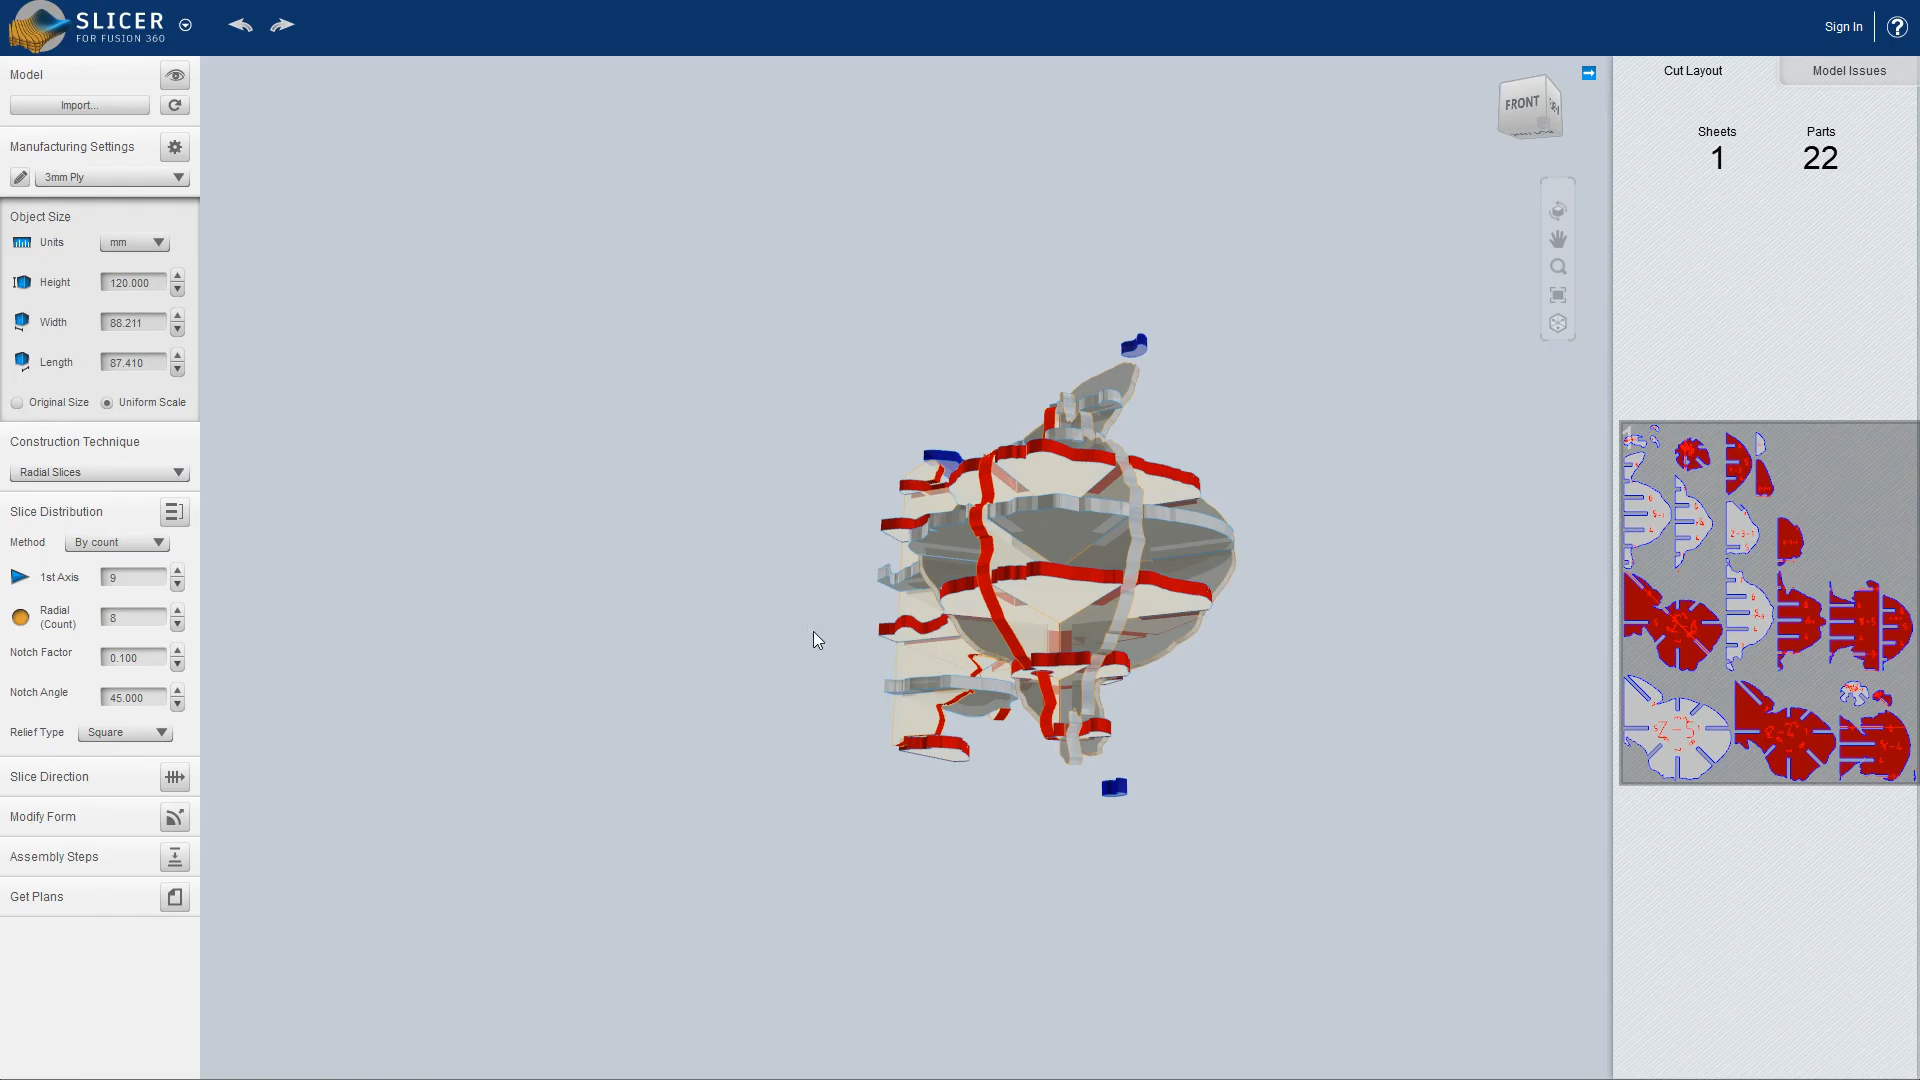 SLICER
FOR FUSION 360
Sign In
?
Model
Import...
Manufacturing Settings
3mm Ply
Object Size
Units mm
Height 120.000
Width 88.211
Length 87.410
Original Size Uniform Scale
Construction Technique
Radial Slices
Slice Distribution
Method By count
1st Axis 9
Radial
(Count) 8
Notch Factor 0.100
Notch Angle 45.000
Relief Type Square
Slice Direction
Modify Form
Assembly Steps
Get Plans
FRONT
Cut Layout
Model Issues
Sheets Parts
1 22
Z-3-1
Z-5